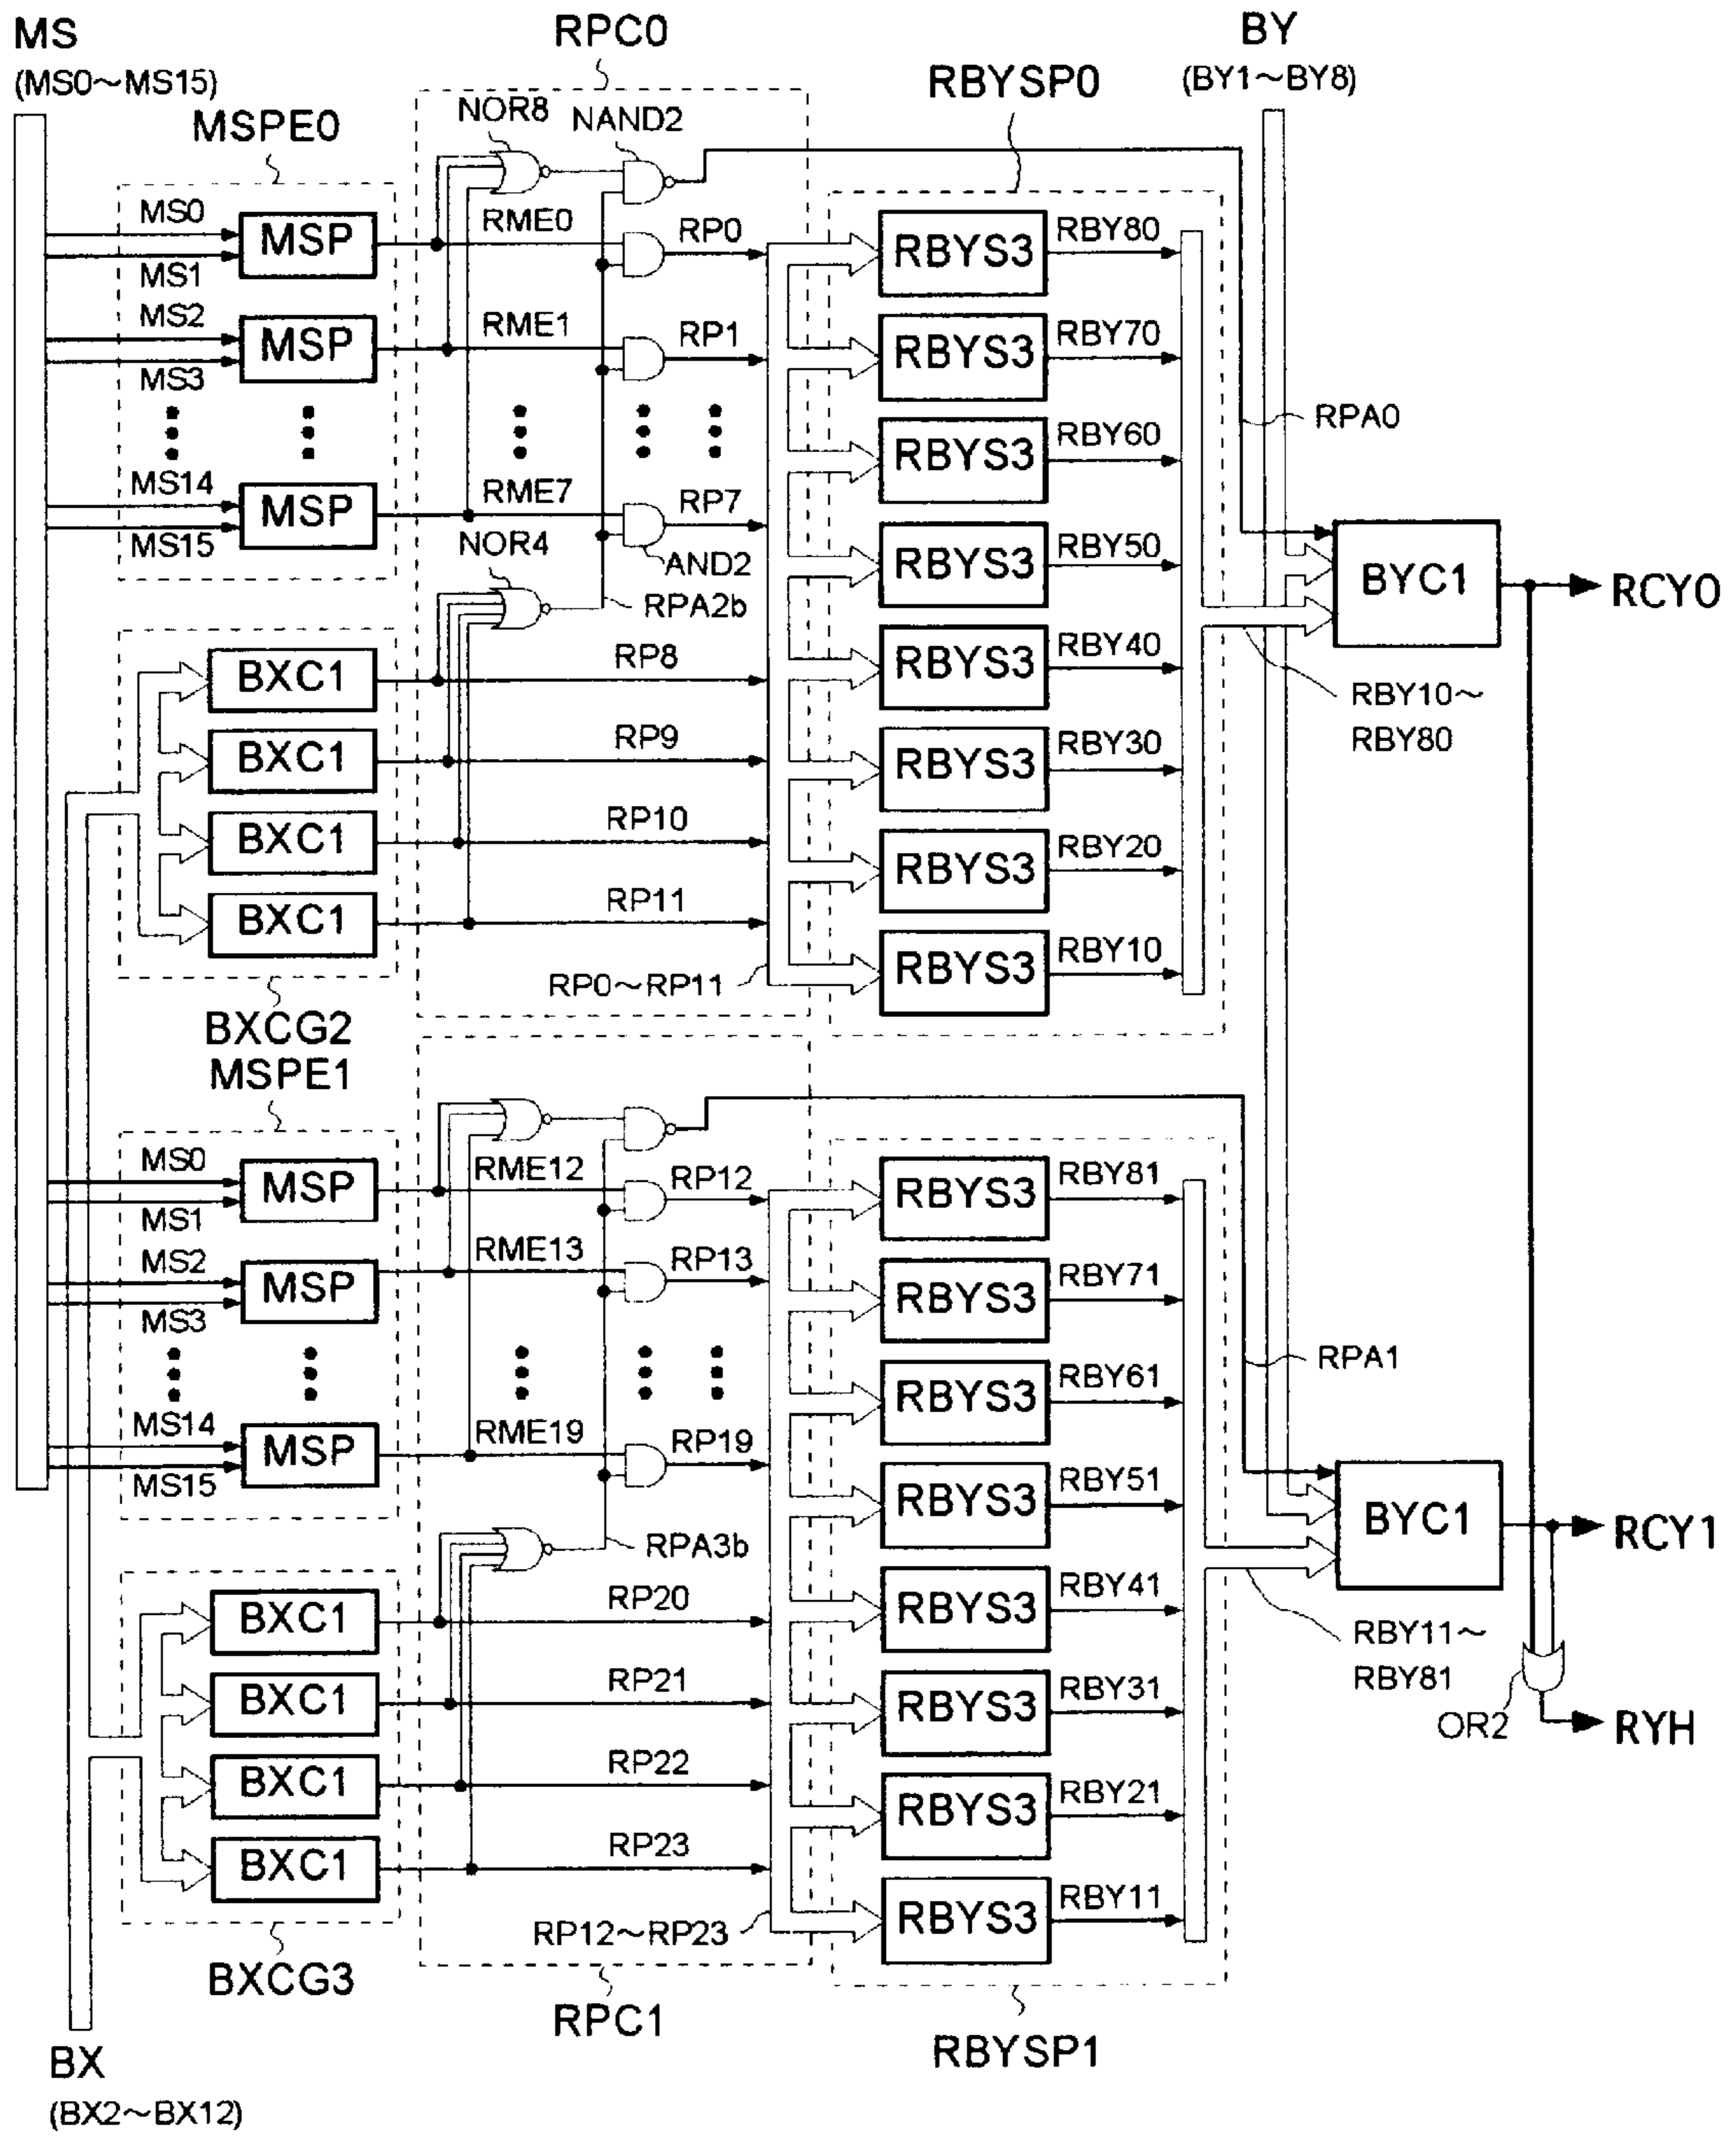 MS
(MS0~MS15)
RPC0
BY
(BY1~BY8)
RBYSP0
MSPE0
NOR8
NAND2
MS0
MSP
RME0
RP0
RBYS3
RBY80
MS1
MS2
MSP
RME1
RP1
RBYS3
RBY70
MS3
RBYS3
RBY60
RPA0
MS14
MSP
RME7
RP7
MS15
NOR4
AND2
RBYS3
RBY50
BYC1
RCY0
RPA2b
BXC1
RP8
RBYS3
RBY40
RBY10~
RBY80
BXC1
RP9
RBYS3
RBY30
BXC1
RP10
RBYS3
RBY20
BXC1
RP11
RBYS3
RBY10
RP0~RP11
BXCG2
MSPE1
MS0
MSP
RME12
RP12
RBYS3
RBY81
MS1
MS2
MSP
RME13
RP13
RBYS3
RBY71
MS3
RBYS3
RBY61
RPA1
MS14
MSP
RME19
RP19
MS15
RBYS3
RBY51
BYC1
RCY1
RPA3b
BXC1
RP20
RBYS3
RBY41
RBY11~
RBY81
BXC1
RP21
RBYS3
RBY31
OR2
RYH
BXC1
RP22
RBYS3
RBY21
BXC1
RP23
RBYS3
RBY11
RP12~RP23
BXCG3
RPC1
RBYSP1
BX
(BX2~BX12)